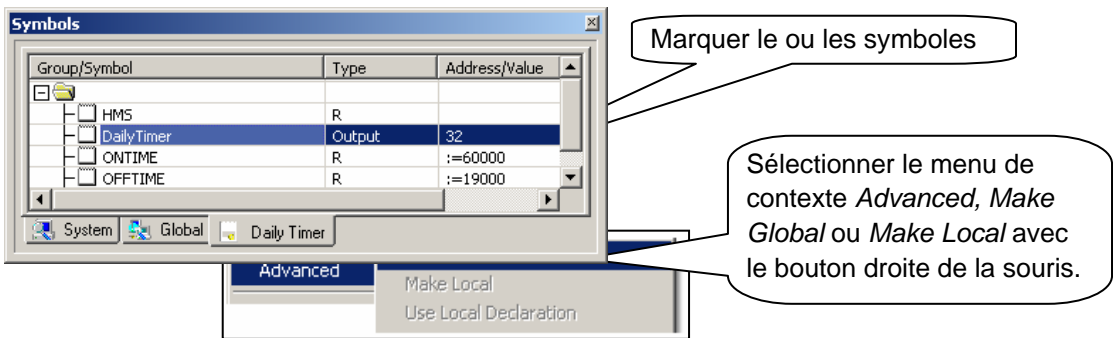 Symbols
Marquer le ou les symboles
Group/Symbol Type Address/Value
HMS R
DailyTimer Output 32
ONTIME R :=60000
OFFTIME R :=19000
System Global Daily Timer
Sélectionner le menu de
contexte Advanced, Make
Global ou Make Local avec
le bouton droite de la souris.
Advanced
Make Local
Use Local Declaration